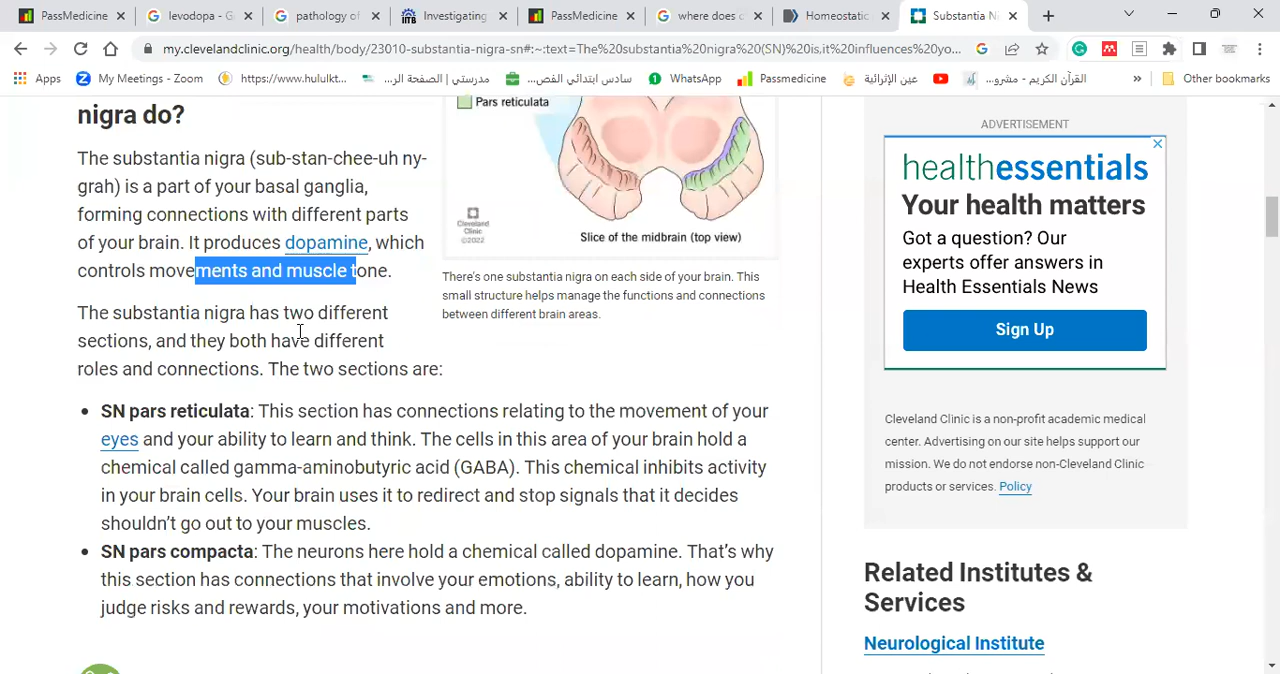 PassMedicine
levodopa - G
pathology of
Investigating
PassMedicine
where does c
Homeostatic
Substantia N
my.clevelandclinic.org/health/body/23010-substantia-nigra-sn#:~:text=The%20substantia%20nigra%20(SN)%20is,it%20influences%20yo...
Apps
My Meetings - Zoom
https://www.hululkt...
مدرستي | الصفحة الر...
سادس ابتدائي الفص...
WhatsApp
Passmedicine
عين الإثرائية
القرآن الكريم - مشرو...
»
Other bookmarks
nigra do?
The substantia nigra (sub-stan-chee-uh ny-
grah) is a part of your basal ganglia,
forming connections with different parts
of your brain. It produces dopamine, which
controls movements and muscle tone.
The substantia nigra has two different
sections, and they both have different
roles and connections. The two sections are:
Pars reticulata
Cleveland
Clinic
©2022
Slice of the midbrain (top view)
There's one substantia nigra on each side of your brain. This
small structure helps manage the functions and connections
between different brain areas.
• SN pars reticulata: This section has connections relating to the movement of your
eyes and your ability to learn and think. The cells in this area of your brain hold a
chemical called gamma-aminobutyric acid (GABA). This chemical inhibits activity
in your brain cells. Your brain uses it to redirect and stop signals that it decides
shouldn't go out to your muscles.
• SN pars compacta: The neurons here hold a chemical called dopamine. That's why
this section has connections that involve your emotions, ability to learn, how you
judge risks and rewards, your motivations and more.
ADVERTISEMENT
healthessentials
Your health matters
Got a question? Our
experts offer answers in
Health Essentials News
Sign Up
Cleveland Clinic is a non-profit academic medical
center. Advertising on our site helps support our
mission. We do not endorse non-Cleveland Clinic
products or services. Policy
Related Institutes &
Services
Neurological Institute